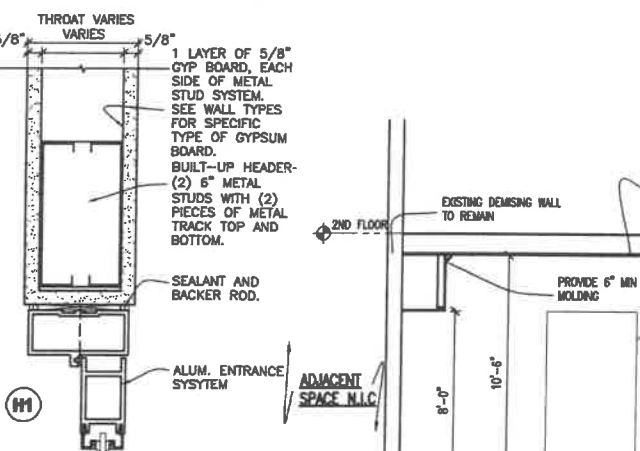 THROAT VARIES
VARIES
5/8"
5/8"
1 LAYER OF 5/8"
GYP BOARD, EACH
SIDE OF METAL
STUD SYSTEM.
SEE WALL TYPES
FOR SPECIFIC
TYPE OF GYPSUM
BOARD.
BUILT-UP HEADER-
(2) 6" METAL
STUDS WITH (2)
PIECES OF METAL
TRACK TOP AND
BOTTOM.
SEALANT AND
BACKER ROD.
ALUM. ENTRANCE
SYSYTEM
H1
EXISTING DEMISING WALL
TO REMAIN
2ND FLOOR
PROVIDE 6" MIN
MOLDING
ADJACENT
SPACE N.I.C
8'-0"
10'-6"